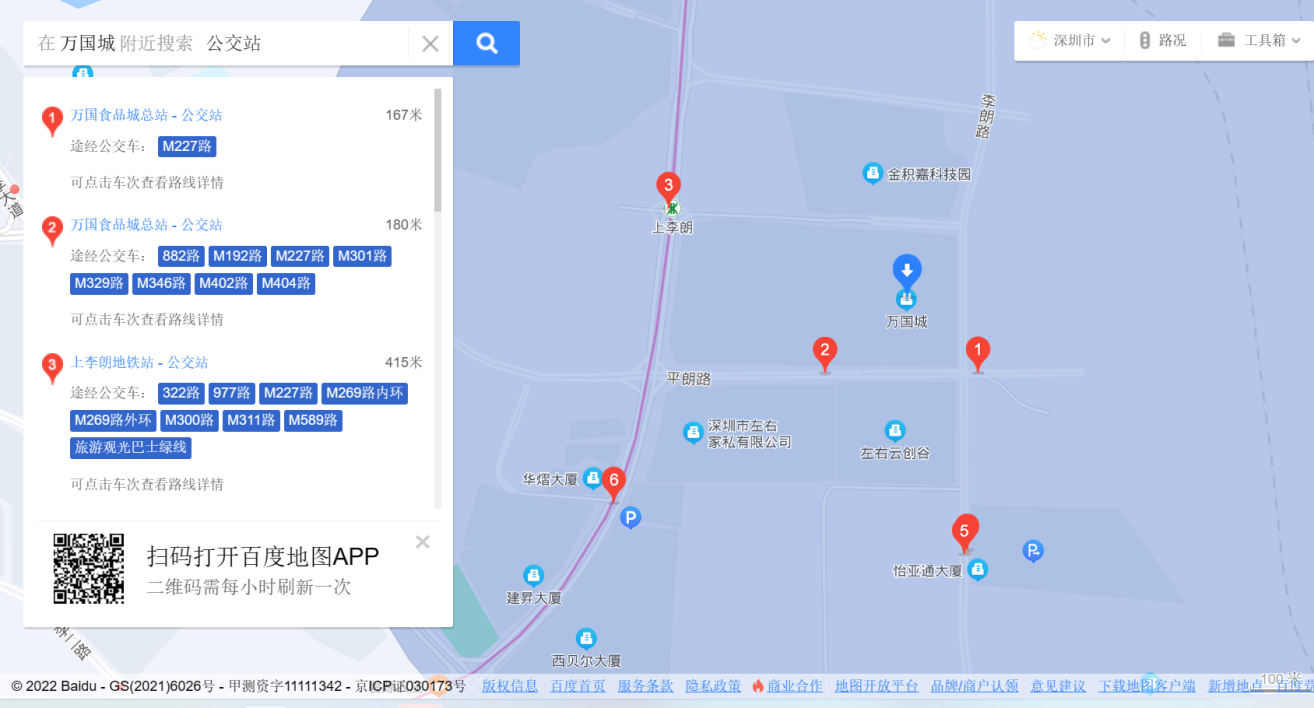 在 万国城 附近搜索 公交站
深圳市
路况
工具箱
1 万国食品城总站 - 公交站 167米
途经公交车： M227路
可点击车次查看路线详情
2 万国食品城总站 - 公交站 180米
途经公交车： 882路 M192路 M227路 M301路
M329路 M346路 M402路 M404路
可点击车次查看路线详情
3 上李朗地铁站 - 公交站 415米
途经公交车： 322路 977路 M227路 M269路内环
M269路外环 M300路 M311路 M589路
旅游观光巴士绿线
可点击车次查看路线详情
扫码打开百度地图APP
二维码需每小时刷新一次
李朗路
金积嘉科技园
3
上李朗
万国城
2
1
平朗路
深圳市左右
家私有限公司
左右云创谷
华熠大厦
6
P
5
P
怡亚通大厦
建昇大厦
西贝尔大厦
100 米
© 2022 Baidu - GS(2021)6026号 - 甲测资字11111342 - 京ICP证030173号 版权信息 百度首页 服务条款 隐私政策 商业合作 地图开放平台 品牌/商户认领 意见建议 下载地图客户端 新增地点